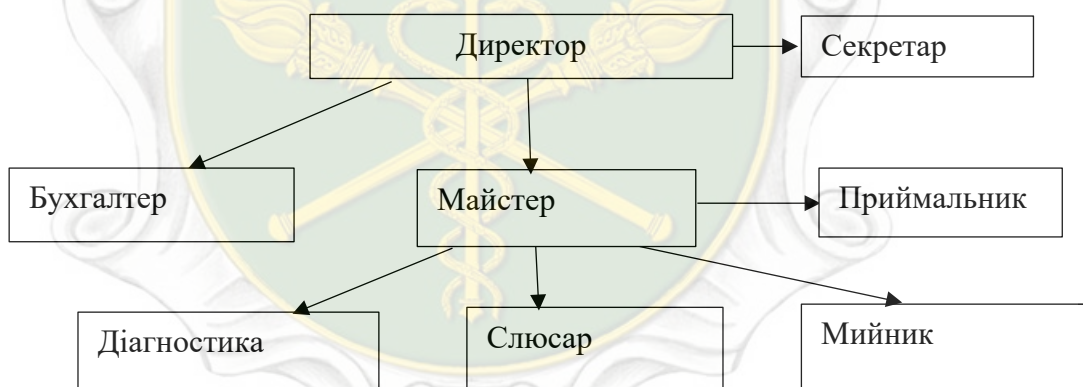 Директор
Секретар
Бухгалтер
Майстер
Приймальник
Діагностика
Слюсар
Мийник